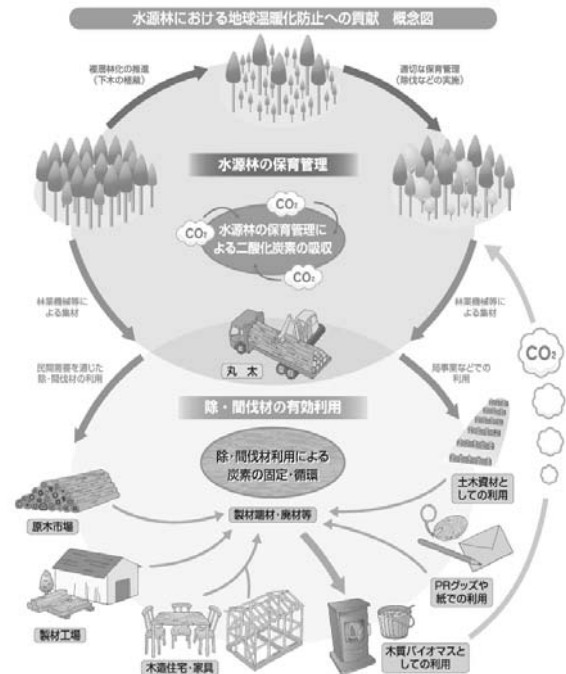 水源林における地球温暖化防止への貢献　概念図
複層林化の推進
(下木の植栽)
適切な保育管理
(除伐などの実施)
水源林の保育管理
CO₂
CO₂
水源林の保育管理に
よる二酸化炭素の吸収
CO₂
林業機械等
による集材
林業機械等に
よる集材
CO₂
丸太
民間需要を通じた
除・間伐材の利用
局事業などでの
利用
除・間伐材の有効利用
除・間伐材利用による
炭素の固定・循環
土木資材と
しての利用
製材端材・廃材等
原木市場
PRグッズや
紙での利用
製材工場
木造住宅・家具
木質バイオマスと
しての利用